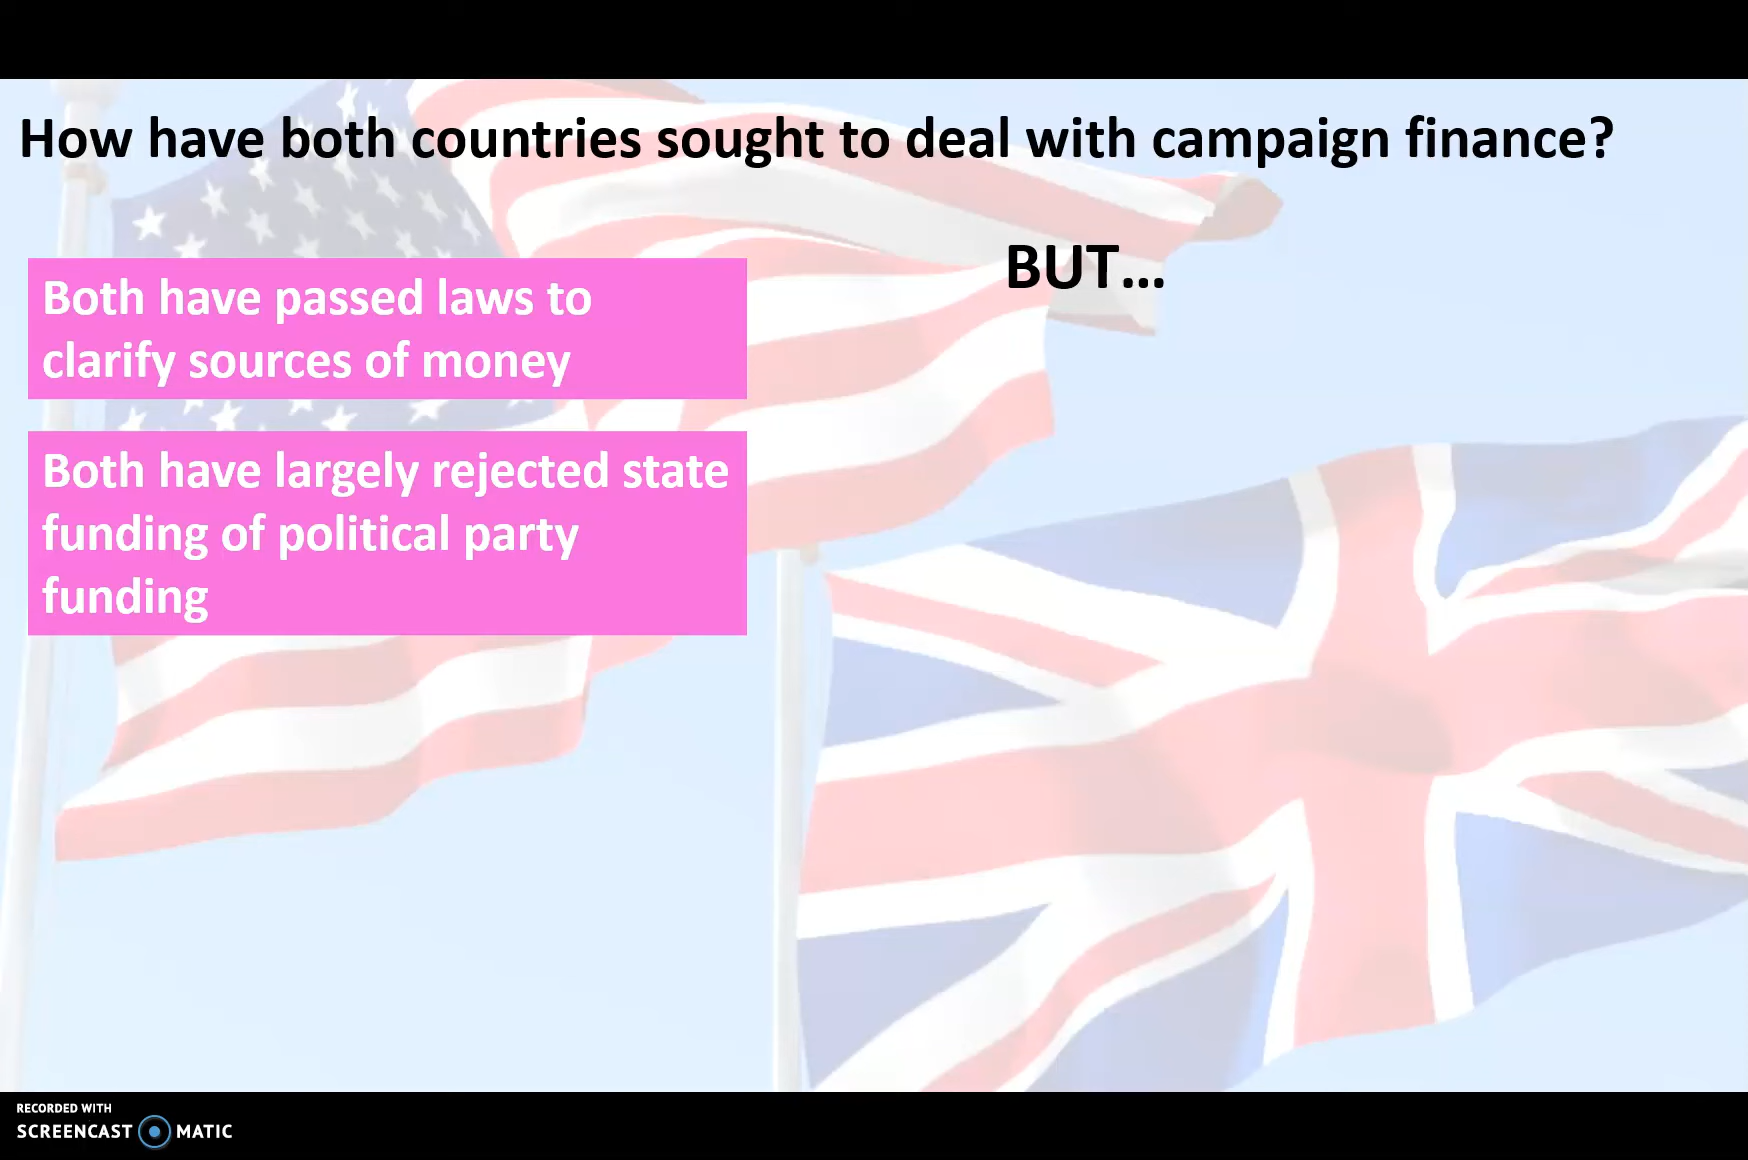 How have both countries sought to deal with campaign finance?
BUT...
Both have passed laws to
clarify sources of money
Both have largely rejected state
funding of political party
funding
RECORDED WITH
SCREENCAST MATIC